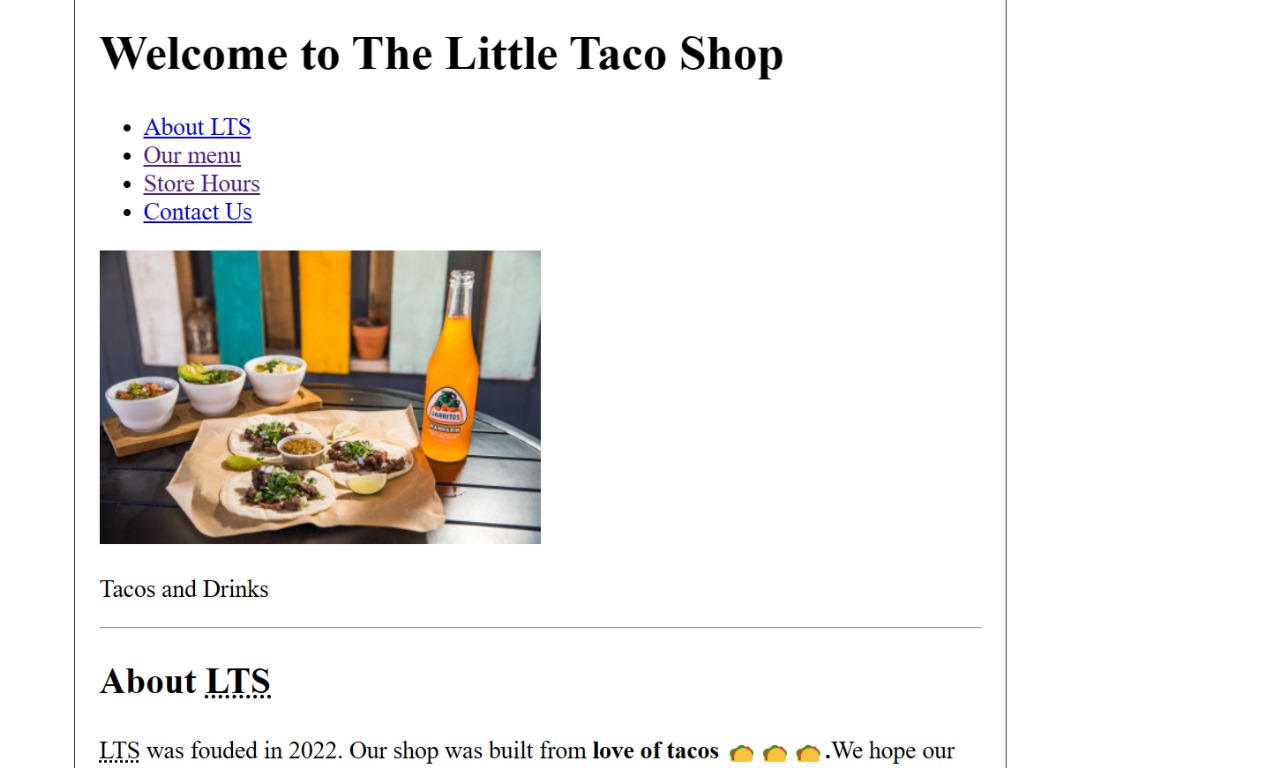 Welcome to The Little Taco Shop
About LTS
Our menu
Store Hours
Contact Us
JARRITOS
MANDARIN
Tacos and Drinks
About LTS
LTS was fouded in 2022. Our shop was built from love of tacos 🌮 🌮 🌮 .We hope our